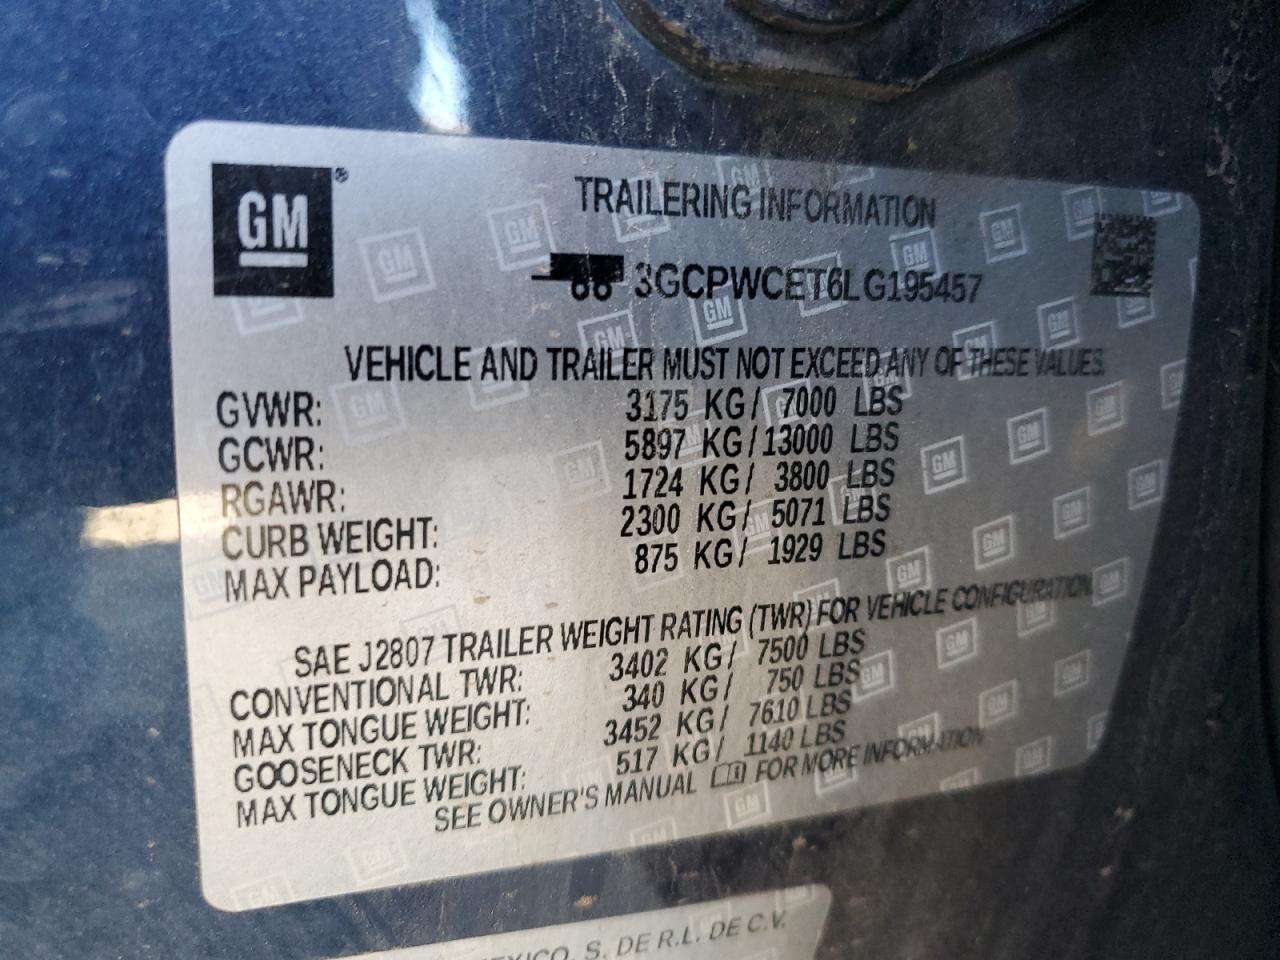 GM®
TRAILERING INFORMATION
3GCPWCET6LG195457
VEHICLE AND TRAILER MUST NOT EXCEED ANY OF THESE VALUES.
GVWR: 3175 KG/ 7000 LBS
GCWR: 5897 KG/13000 LBS
RGAWR: 1724 KG/ 3800 LBS
CURB WEIGHT: 2300 KG/ 5071 LBS
MAX PAYLOAD: 875 KG/ 1929 LBS
SAE J2807 TRAILER WEIGHT RATING (TWR) FOR VEHICLE CONFIGURATION
CONVENTIONAL TWR: 3402 KG/ 7500 LBS
MAX TONGUE WEIGHT: 340 KG/ 750 LBS
GOOSENECK TWR: 3452 KG/ 7610 LBS
MAX TONGUE WEIGHT: 517 KG/ 1140 LBS
SEE OWNER'S MANUAL FOR MORE INFORMATION
S. DE R.L. DE C.V.